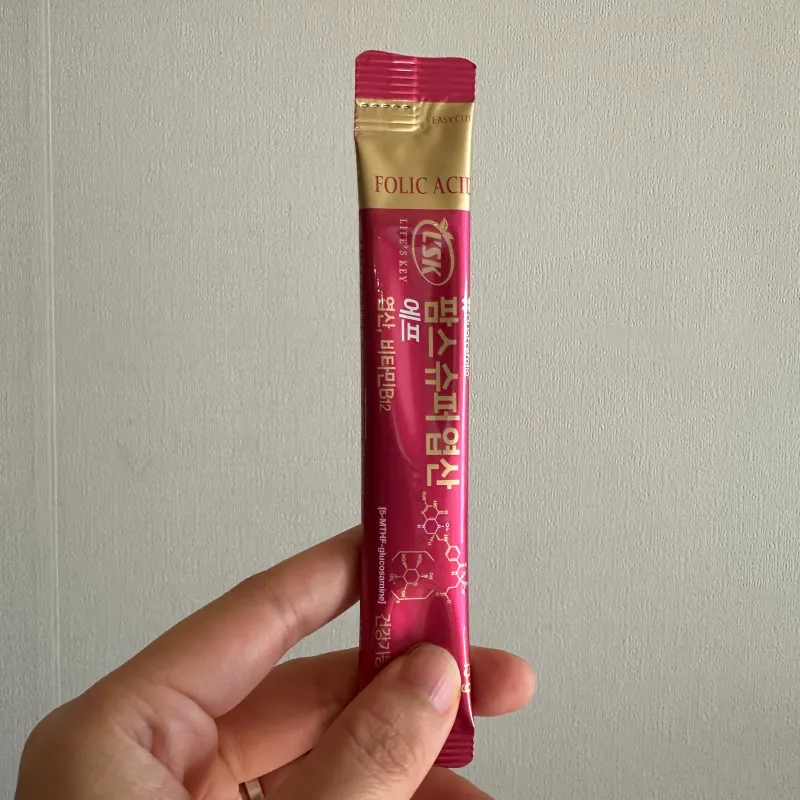 EASY CUT
FOLIC ACID
L'SK
LIFE'S KEY
팜스슈퍼엽산
에프
엽산, 비타민B12
[5-MTHF-glucosamine]
건강기능